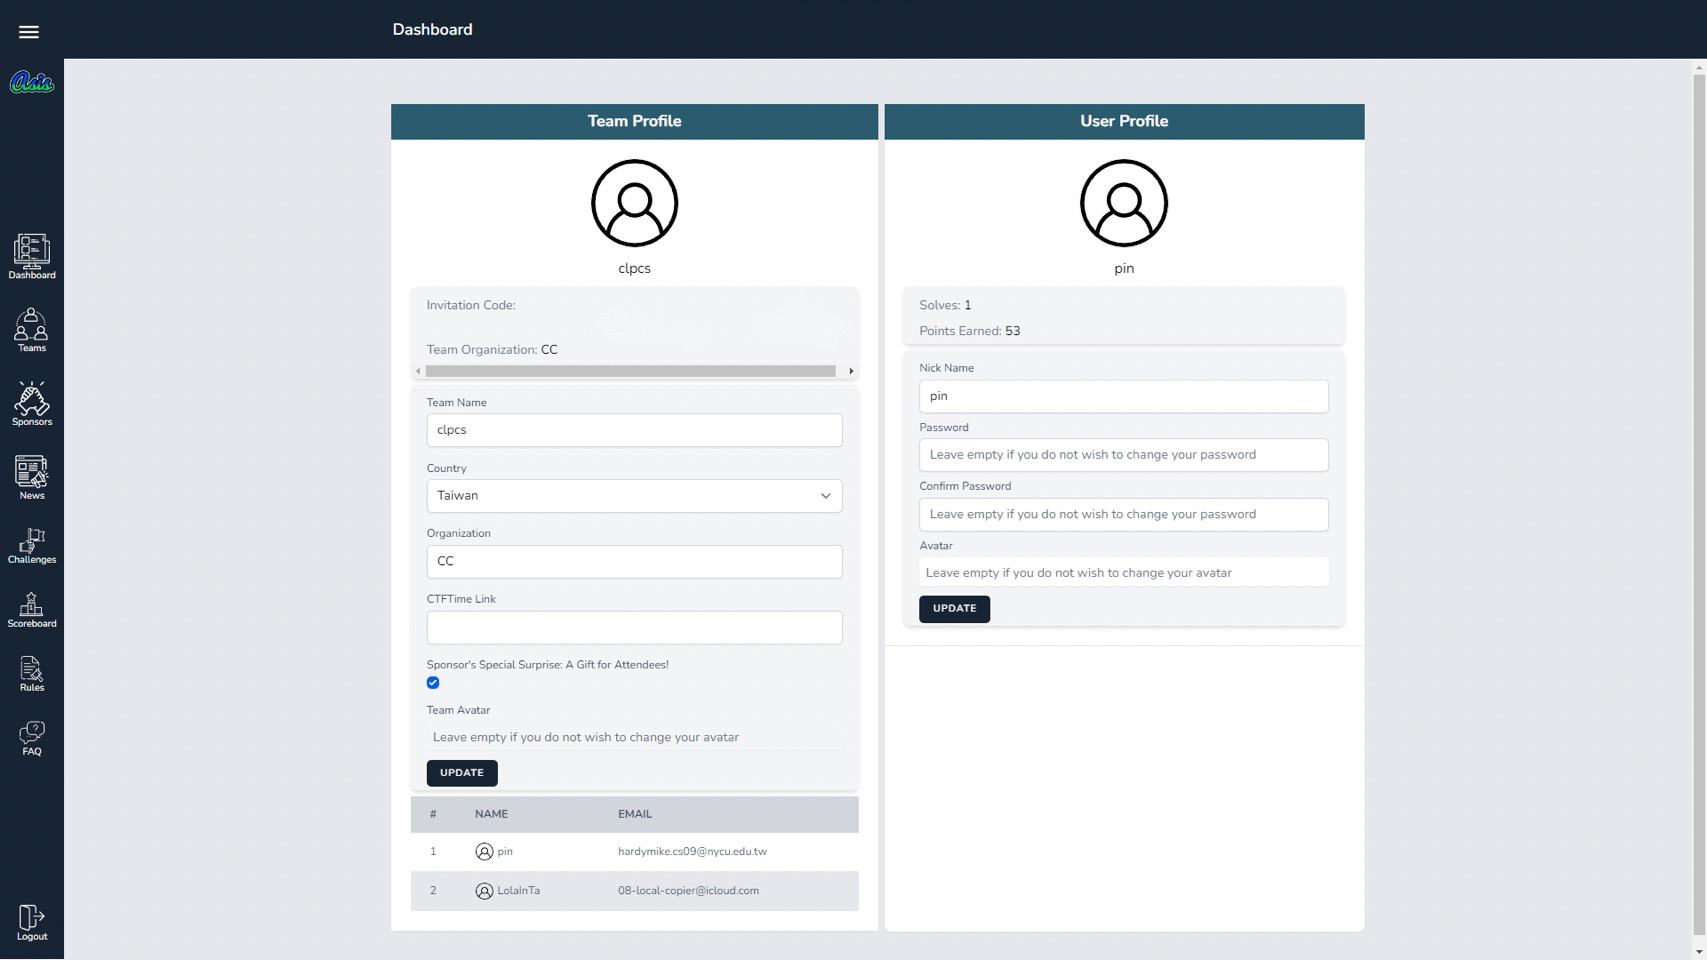 Dashboard
Asis
Dashboard
Teams
Sponsors
News
Challenges
Scoreboard
Rules
FAQ
Logout
Team Profile
clpcs
Invitation Code:
Team Organization: CC
Team Name
clpcs
Country
Taiwan
Organization
CC
CTFTime Link
Sponsor's Special Surprise: A Gift for Attendees!
Team Avatar
Leave empty if you do not wish to change your avatar
UPDATE
# NAME EMAIL
1 pin hardymike.cs09@nycu.edu.tw
2 LolaInTa 08-local-copier@icloud.com
User Profile
pin
Solves: 1
Points Earned: 53
Nick Name
pin
Password
Leave empty if you do not wish to change your password
Confirm Password
Leave empty if you do not wish to change your password
Avatar
Leave empty if you do not wish to change your avatar
UPDATE